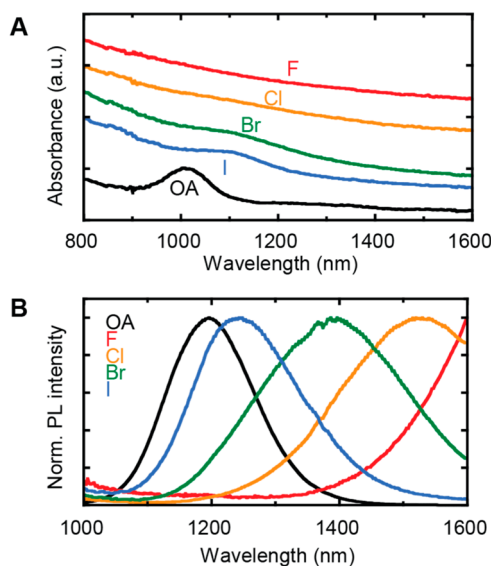 A
Absorbance (a.u.)
F
Cl
Br
I
OA
800 1000 1200 1400 1600
Wavelength (nm)
B
Norm. PL intensity
OA
F
Cl
Br
I
1000 1200 1400 1600
Wavelength (nm)